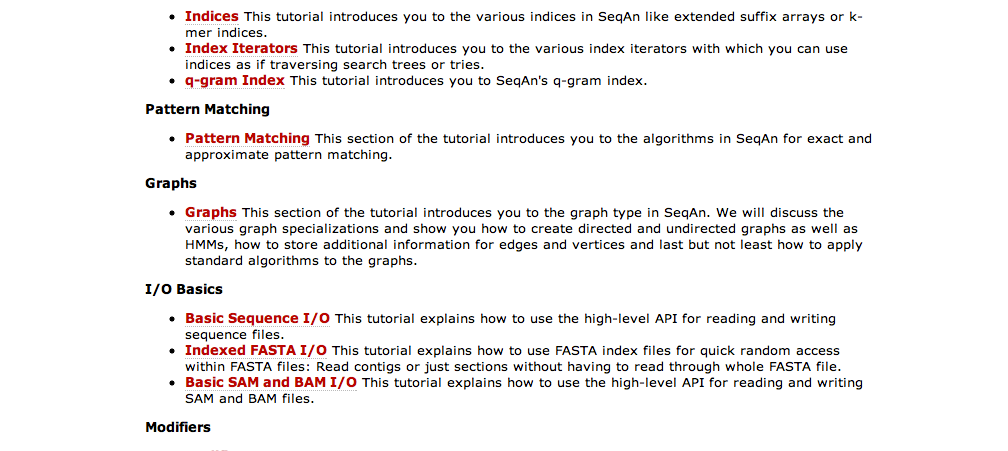 Indices This tutorial introduces you to the various indices in SeqAn like extended suffix arrays or k-
mer indices.
Index Iterators This tutorial introduces you to the various index iterators with which you can use
indices as if traversing search trees or tries.
q-gram Index This tutorial introduces you to SeqAn's q-gram index.
Pattern Matching
Pattern Matching This section of the tutorial introduces you to the algorithms in SeqAn for exact and
approximate pattern matching.
Graphs
Graphs This section of the tutorial introduces you to the graph type in SeqAn. We will discuss the
various graph specializations and show you how to create directed and undirected graphs as well as
HMMs, how to store additional information for edges and vertices and last but not least how to apply
standard algorithms to the graphs.
I/O Basics
Basic Sequence I/O This tutorial explains how to use the high-level API for reading and writing
sequence files.
Indexed FASTA I/O This tutorial explains how to use FASTA index files for quick random access
within FASTA files: Read contigs or just sections without having to read through whole FASTA file.
Basic SAM and BAM I/O This tutorial explains how to use the high-level API for reading and writing
SAM and BAM files.
Modifiers